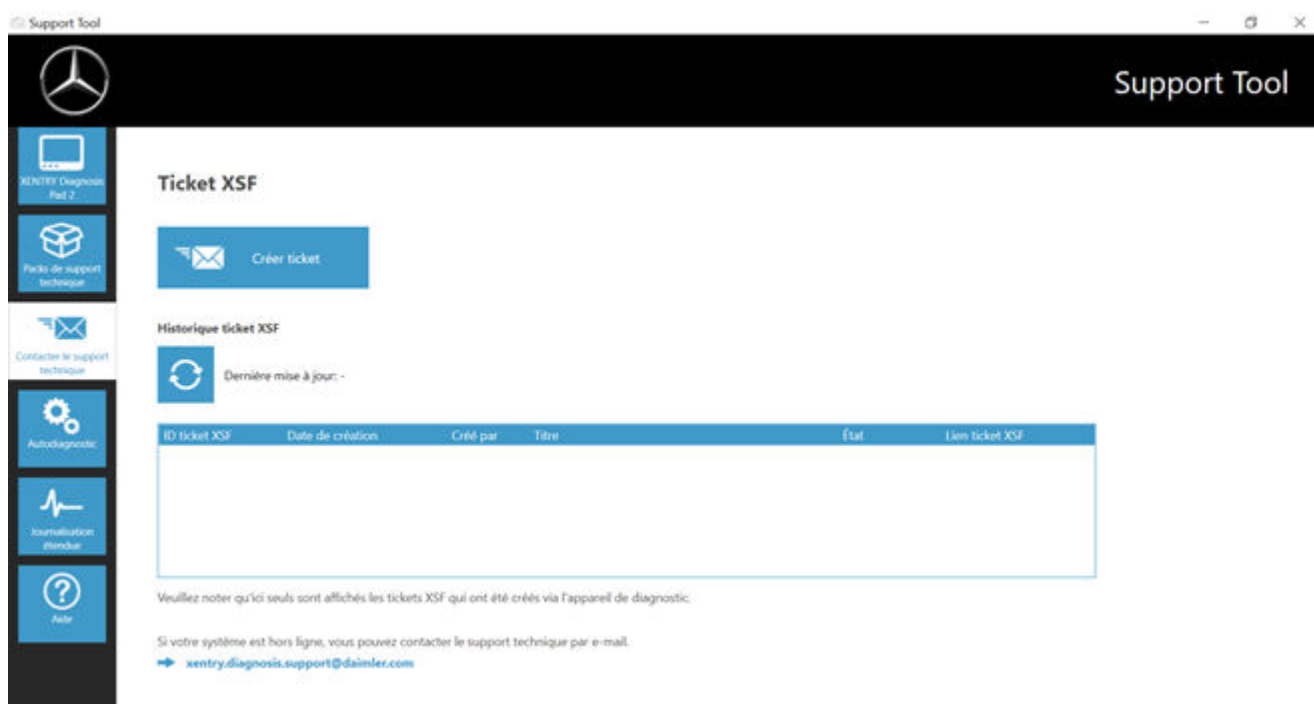 Support Tool
Support Tool
XENTRY Diagnosis
Pad 2
Packs de support
technique
Contacter le support
technique
Autodiagnostic
Journalisation
étendue
Aide
Ticket XSF
Créer ticket
Historique ticket XSF
Dernière mise à jour: -
ID ticket XSF Date de création Créé par Titre État Lien ticket XSF
Veuillez noter qu'ici seuls sont affichés les tickets XSF qui ont été créés via l'appareil de diagnostic.
Si votre système est hors ligne, vous pouvez contacter le support technique par e-mail.
xentry.diagnosis.support@daimler.com